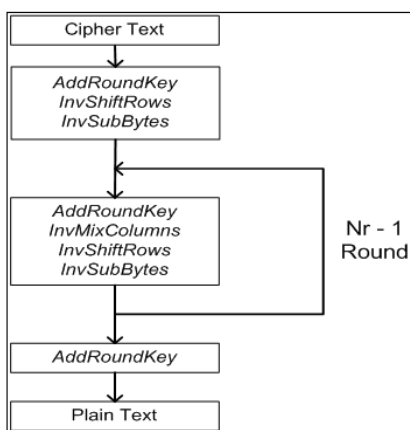 Cipher Text
AddRoundKey
InvShiftRows
InvSubBytes
AddRoundKey
InvMixColumns
InvShiftRows
InvSubBytes
Nr - 1
Round
AddRoundKey
Plain Text